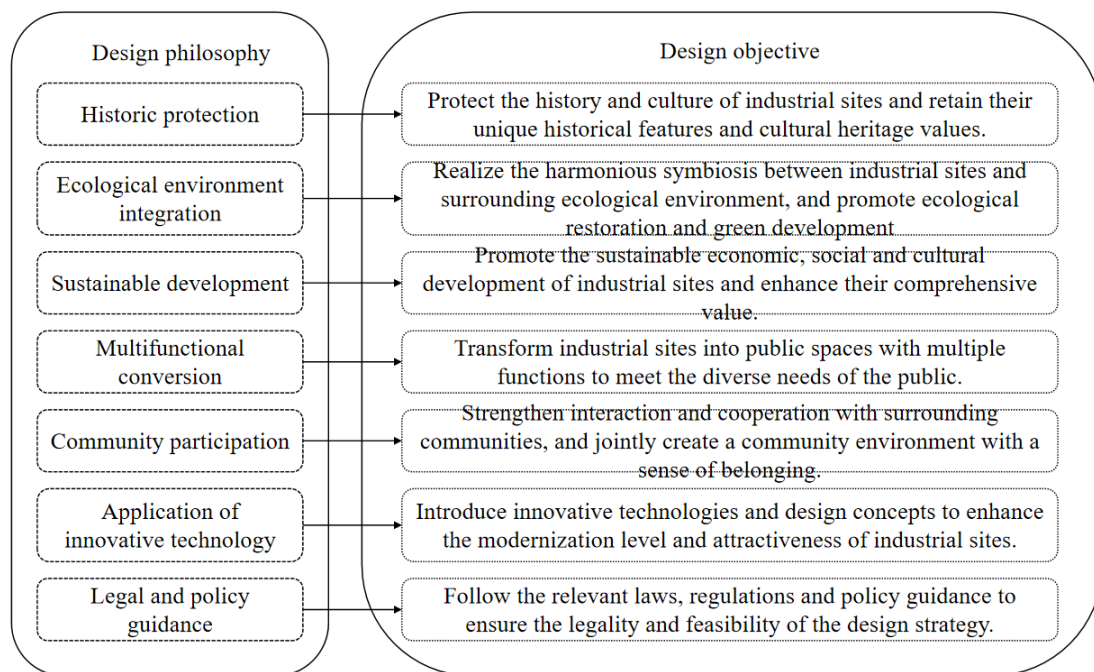 Design philosophy
Design objective
Historic protection
Protect the history and culture of industrial sites and retain their
unique historical features and cultural heritage values.
Ecological environment
integration
Realize the harmonious symbiosis between industrial sites and
surrounding ecological environment, and promote ecological
restoration and green development
Sustainable development
Promote the sustainable economic, social and cultural
development of industrial sites and enhance their comprehensive
value.
Multifunctional
conversion
Transform industrial sites into public spaces with multiple
functions to meet the diverse needs of the public.
Community participation
Strengthen interaction and cooperation with surrounding
communities, and jointly create a community environment with a
sense of belonging.
Application of
innovative technology
Introduce innovative technologies and design concepts to enhance
the modernization level and attractiveness of industrial sites.
Legal and policy
guidance
Follow the relevant laws, regulations and policy guidance to
ensure the legality and feasibility of the design strategy.